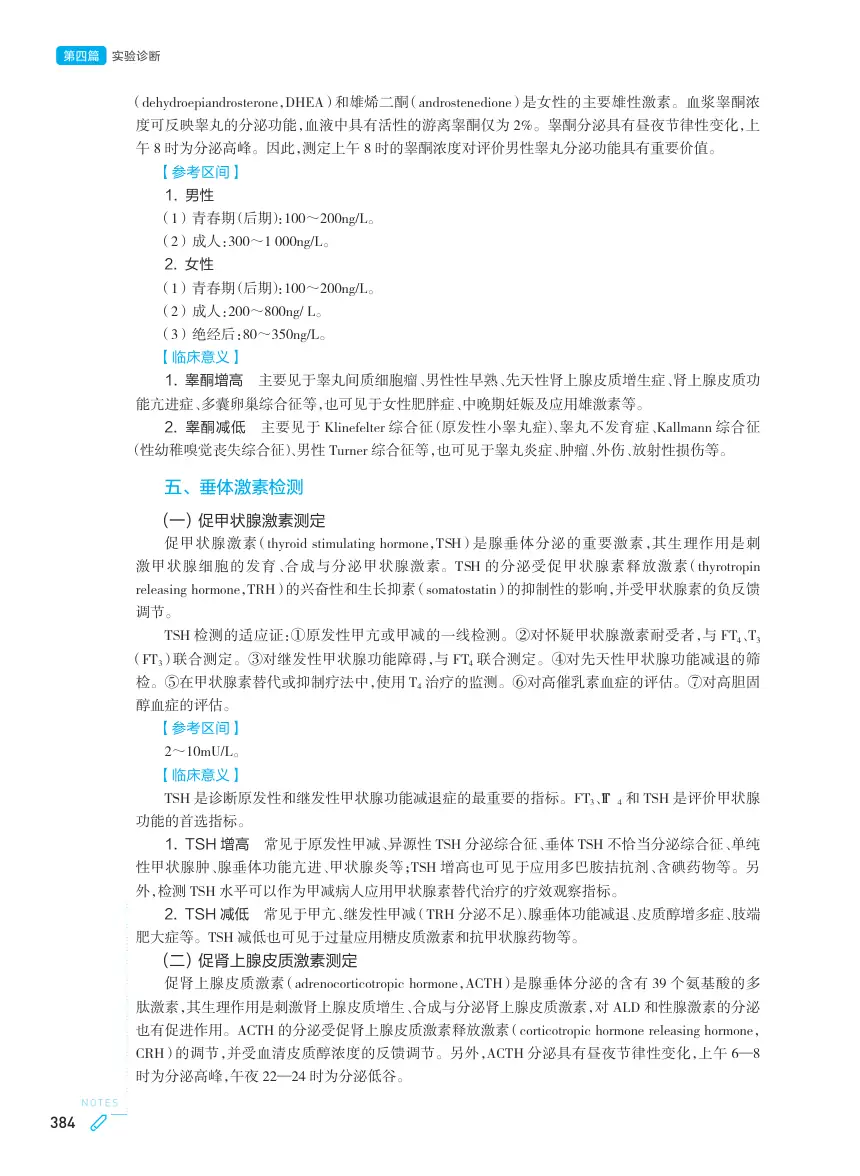 第四篇 实验诊断
（dehydroepiandrosterone，DHEA）和雄烯二酮（androstenedione）是女性的主要雄性激素。血浆睾酮浓
度可反映睾丸的分泌功能，血液中具有活性的游离睾酮仅为 2%。睾酮分泌具有昼夜节律性变化，上
午 8 时为分泌高峰。因此，测定上午 8 时的睾酮浓度对评价男性睾丸分泌功能具有重要价值。
【参考区间】
1. 男性
（1）青春期（后期）：100～200ng/L。
（2）成人：300～1 000ng/L。
2. 女性
（1）青春期（后期）：100～200ng/L。
（2）成人：200～800ng/ L。
（3）绝经后：80～350ng/L。
【临床意义】
1. 睾酮增高　主要见于睾丸间质细胞瘤、男性性早熟、先天性肾上腺皮质增生症、肾上腺皮质功
能亢进症、多囊卵巢综合征等，也可见于女性肥胖症、中晚期妊娠及应用雄激素等。
2. 睾酮减低　主要见于 Klinefelter 综合征（原发性小睾丸症）、睾丸不发育症、Kallmann 综合征
（性幼稚嗅觉丧失综合征）、男性 Turner 综合征等，也可见于睾丸炎症、肿瘤、外伤、放射性损伤等。
五、垂体激素检测
（一）促甲状腺激素测定
促甲状腺激素（thyroid stimulating hormone，TSH）是腺垂体分泌的重要激素，其生理作用是刺
激甲状腺细胞的发育、合成与分泌甲状腺激素。TSH 的分泌受促甲状腺素释放激素（thyrotropin
releasing hormone，TRH）的兴奋性和生长抑素（somatostatin）的抑制性的影响，并受甲状腺素的负反馈
调节。
TSH 检测的适应证：①原发性甲亢或甲减的一线检测。②对怀疑甲状腺激素耐受者，与 FT₄、T₃
（FT₃）联合测定。③对继发性甲状腺功能障碍，与 FT₄ 联合测定。④对先天性甲状腺功能减退的筛
检。⑤在甲状腺素替代或抑制疗法中，使用 T₄ 治疗的监测。⑥对高催乳素血症的评估。⑦对高胆固
醇血症的评估。
【参考区间】
2～10mU/L。
【临床意义】
TSH 是诊断原发性和继发性甲状腺功能减退症的最重要的指标。FT₃、 ₄ 和 TSH 是评价甲状腺
功能的首选指标。
1. TSH 增高　常见于原发性甲减、异源性 TSH 分泌综合征、垂体 TSH 不恰当分泌综合征、单纯
性甲状腺肿、腺垂体功能亢进、甲状腺炎等；TSH 增高也可见于应用多巴胺拮抗剂、含碘药物等。另
外，检测 TSH 水平可以作为甲减病人应用甲状腺素替代治疗的疗效观察指标。
2. TSH 减低　常见于甲亢、继发性甲减（TRH 分泌不足）、腺垂体功能减退、皮质醇增多症、肢端
肥大症等。TSH 减低也可见于过量应用糖皮质激素和抗甲状腺药物等。
（二）促肾上腺皮质激素测定
促肾上腺皮质激素（adrenocorticotropic hormone，ACTH）是腺垂体分泌的含有 39 个氨基酸的多
肽激素，其生理作用是刺激肾上腺皮质增生、合成与分泌肾上腺皮质激素，对 ALD 和性腺激素的分泌
也有促进作用。ACTH 的分泌受促肾上腺皮质激素释放激素（corticotropic hormone releasing hormone，
CRH）的调节，并受血清皮质醇浓度的反馈调节。另外，ACTH 分泌具有昼夜节律性变化，上午 6—8
时为分泌高峰，午夜 22—24 时为分泌低谷。
NOTES
384